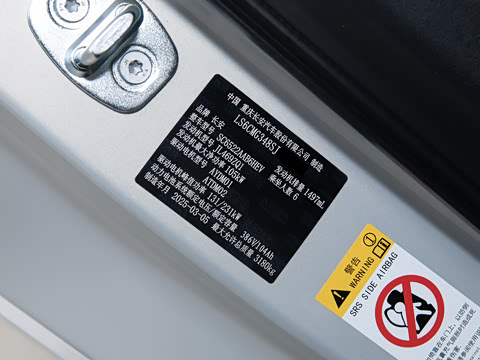 中国 重庆长安汽车股份有限公司 制造
LS6CMG348SJ
品牌 长安
整车型号 SC6522AAB6HEV 乘坐人数 6
发动机型号 JL469ZQ1 发动机排量 1497mL
发动机最大净功率 105kW
驱动电机型号 AYDM01
AYDM02
驱动电机峰值功率 131/231kW
动力电池系统额定电压/额定容量 386V/104Ah
制造年月 2025-03-05 最大允许总质量 3180kg
警告
WARNING
SRS SIDE AIRBAG